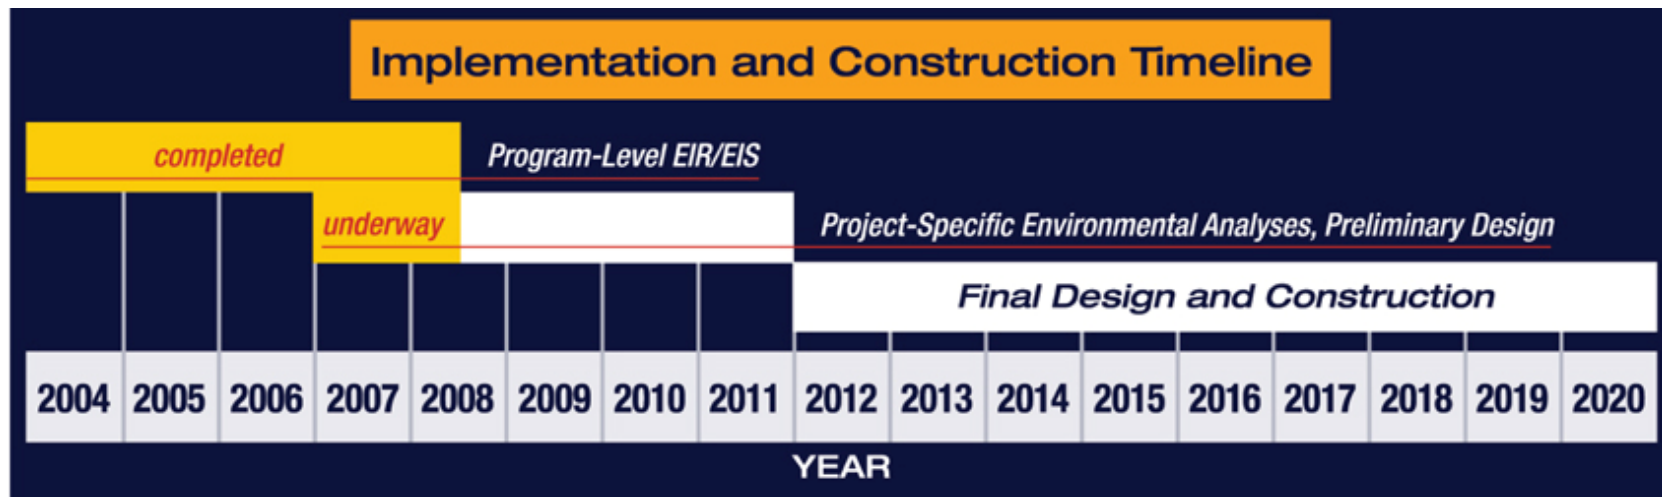 Implementation and Construction Timeline
completed Program-Level EIR/EIS
underway Project-Specific Environmental Analyses, Preliminary Design
Final Design and Construction
2004 2005 2006 2007 2008 2009 2010 2011 2012 2013 2014 2015 2016 2017 2018 2019 2020
YEAR